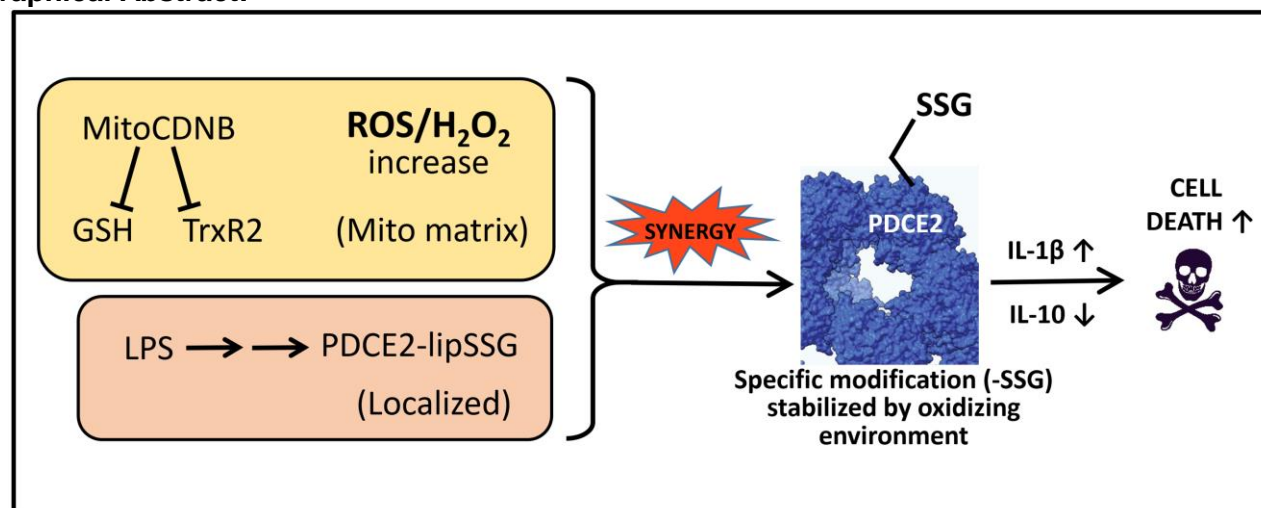 MitoCDNB
GSH TrxR2
ROS/H₂O₂
increase
(Mito matrix)
LPS PDCE2-lipSSG
(Localized)
SYNERGY
SSG
PDCE2
Specific modification (-SSG)
stabilized by oxidizing
environment
IL-1β ↑
IL-10 ↓
CELL
DEATH ↑